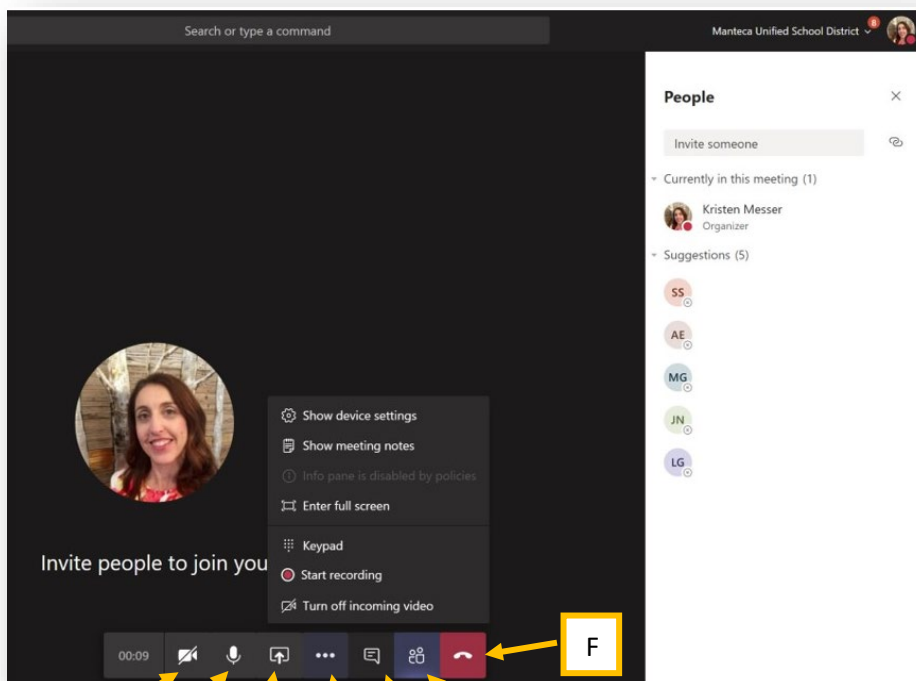 Search or type a command
Manteca Unified School District
8
People
Invite someone
Currently in this meeting (1)
Kristen Messer
Organizer
Suggestions (5)
SS
AE
MG
JN
LG
Show device settings
Show meeting notes
Info pane is disabled by policies
Enter full screen
Keypad
Start recording
Turn off incoming video
Invite people to join you
00:09
F